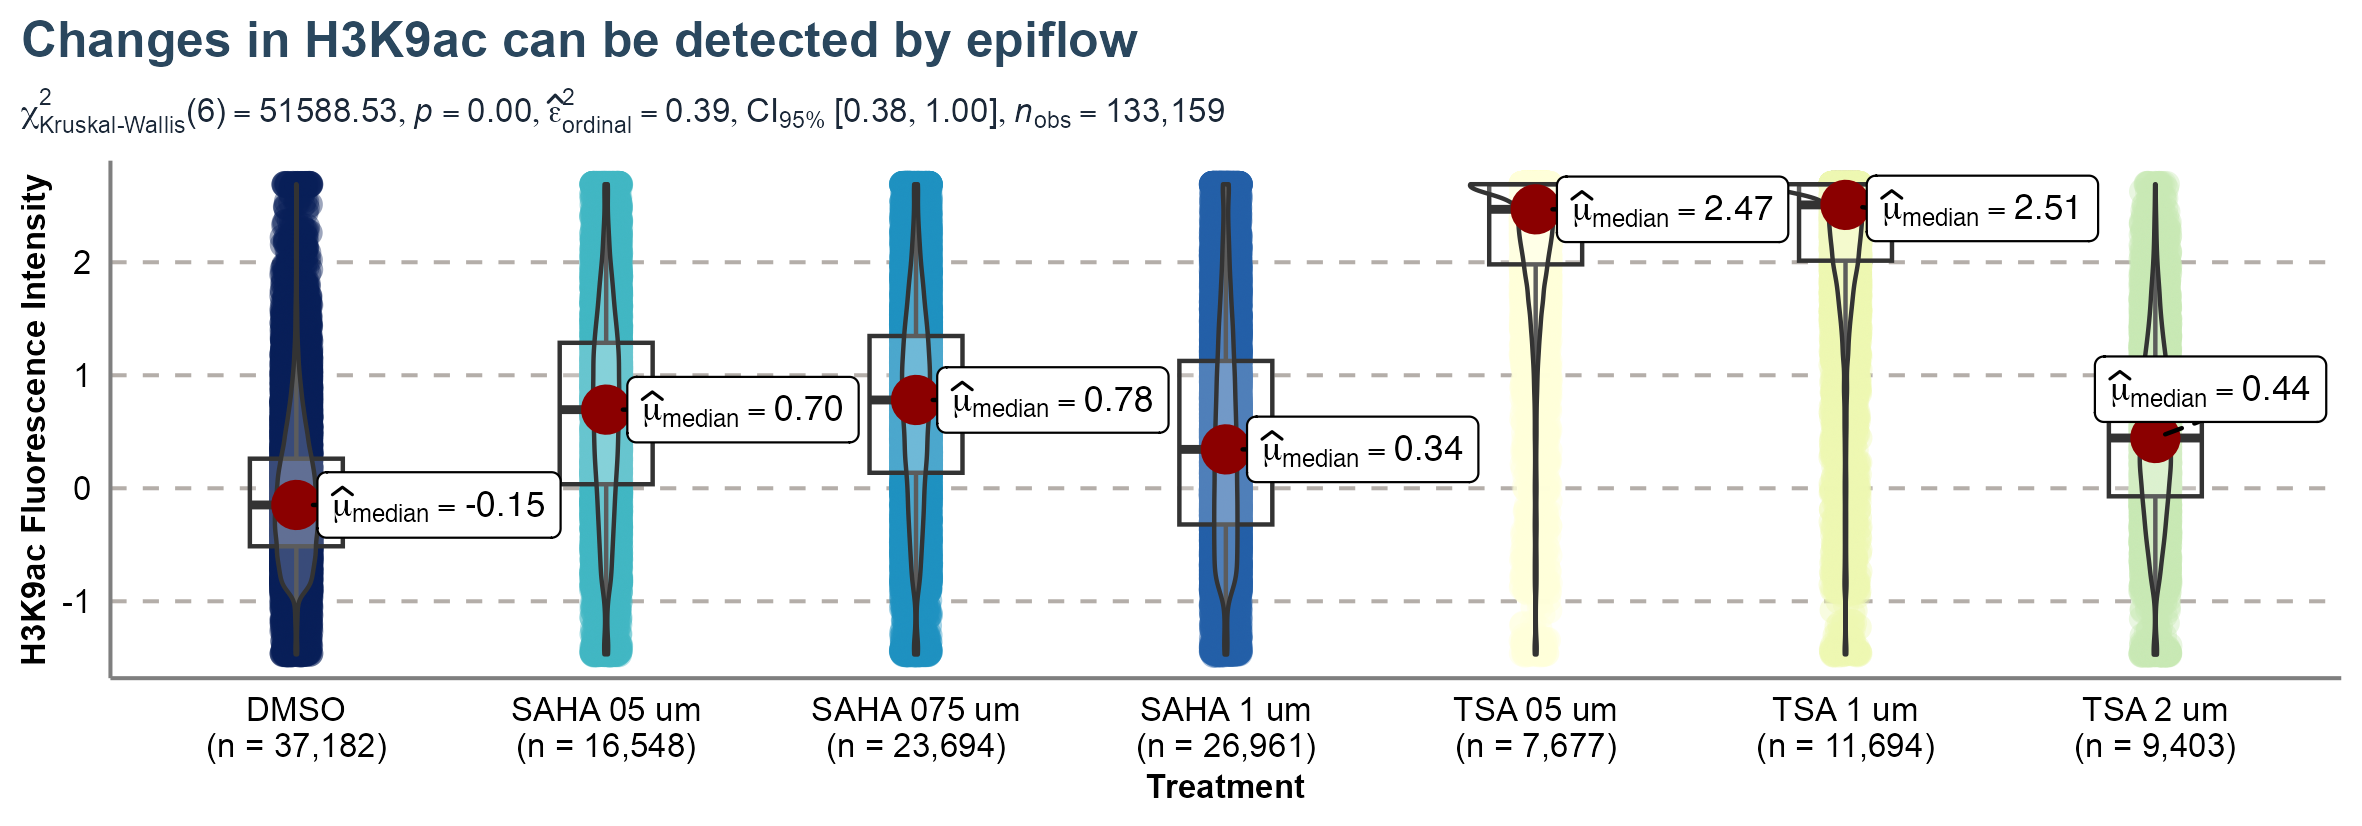 Changes in H3K9ac can be detected by epiflow
χ²Kruskal-Wallis(6) = 51588.53, p = 0.00, ε̂²ordinal = 0.39, CI95% [0.38, 1.00], nobs = 133,159
H3K9ac Fluorescence Intensity
2
1
0
-1
μ̂median = -0.15
μ̂median = 0.70
μ̂median = 0.78
μ̂median = 0.34
μ̂median = 2.47
μ̂median = 2.51
μ̂median = 0.44
DMSO
(n = 37,182)
SAHA 05 um
(n = 16,548)
SAHA 075 um
(n = 23,694)
SAHA 1 um
(n = 26,961)
TSA 05 um
(n = 7,677)
TSA 1 um
(n = 11,694)
TSA 2 um
(n = 9,403)
Treatment